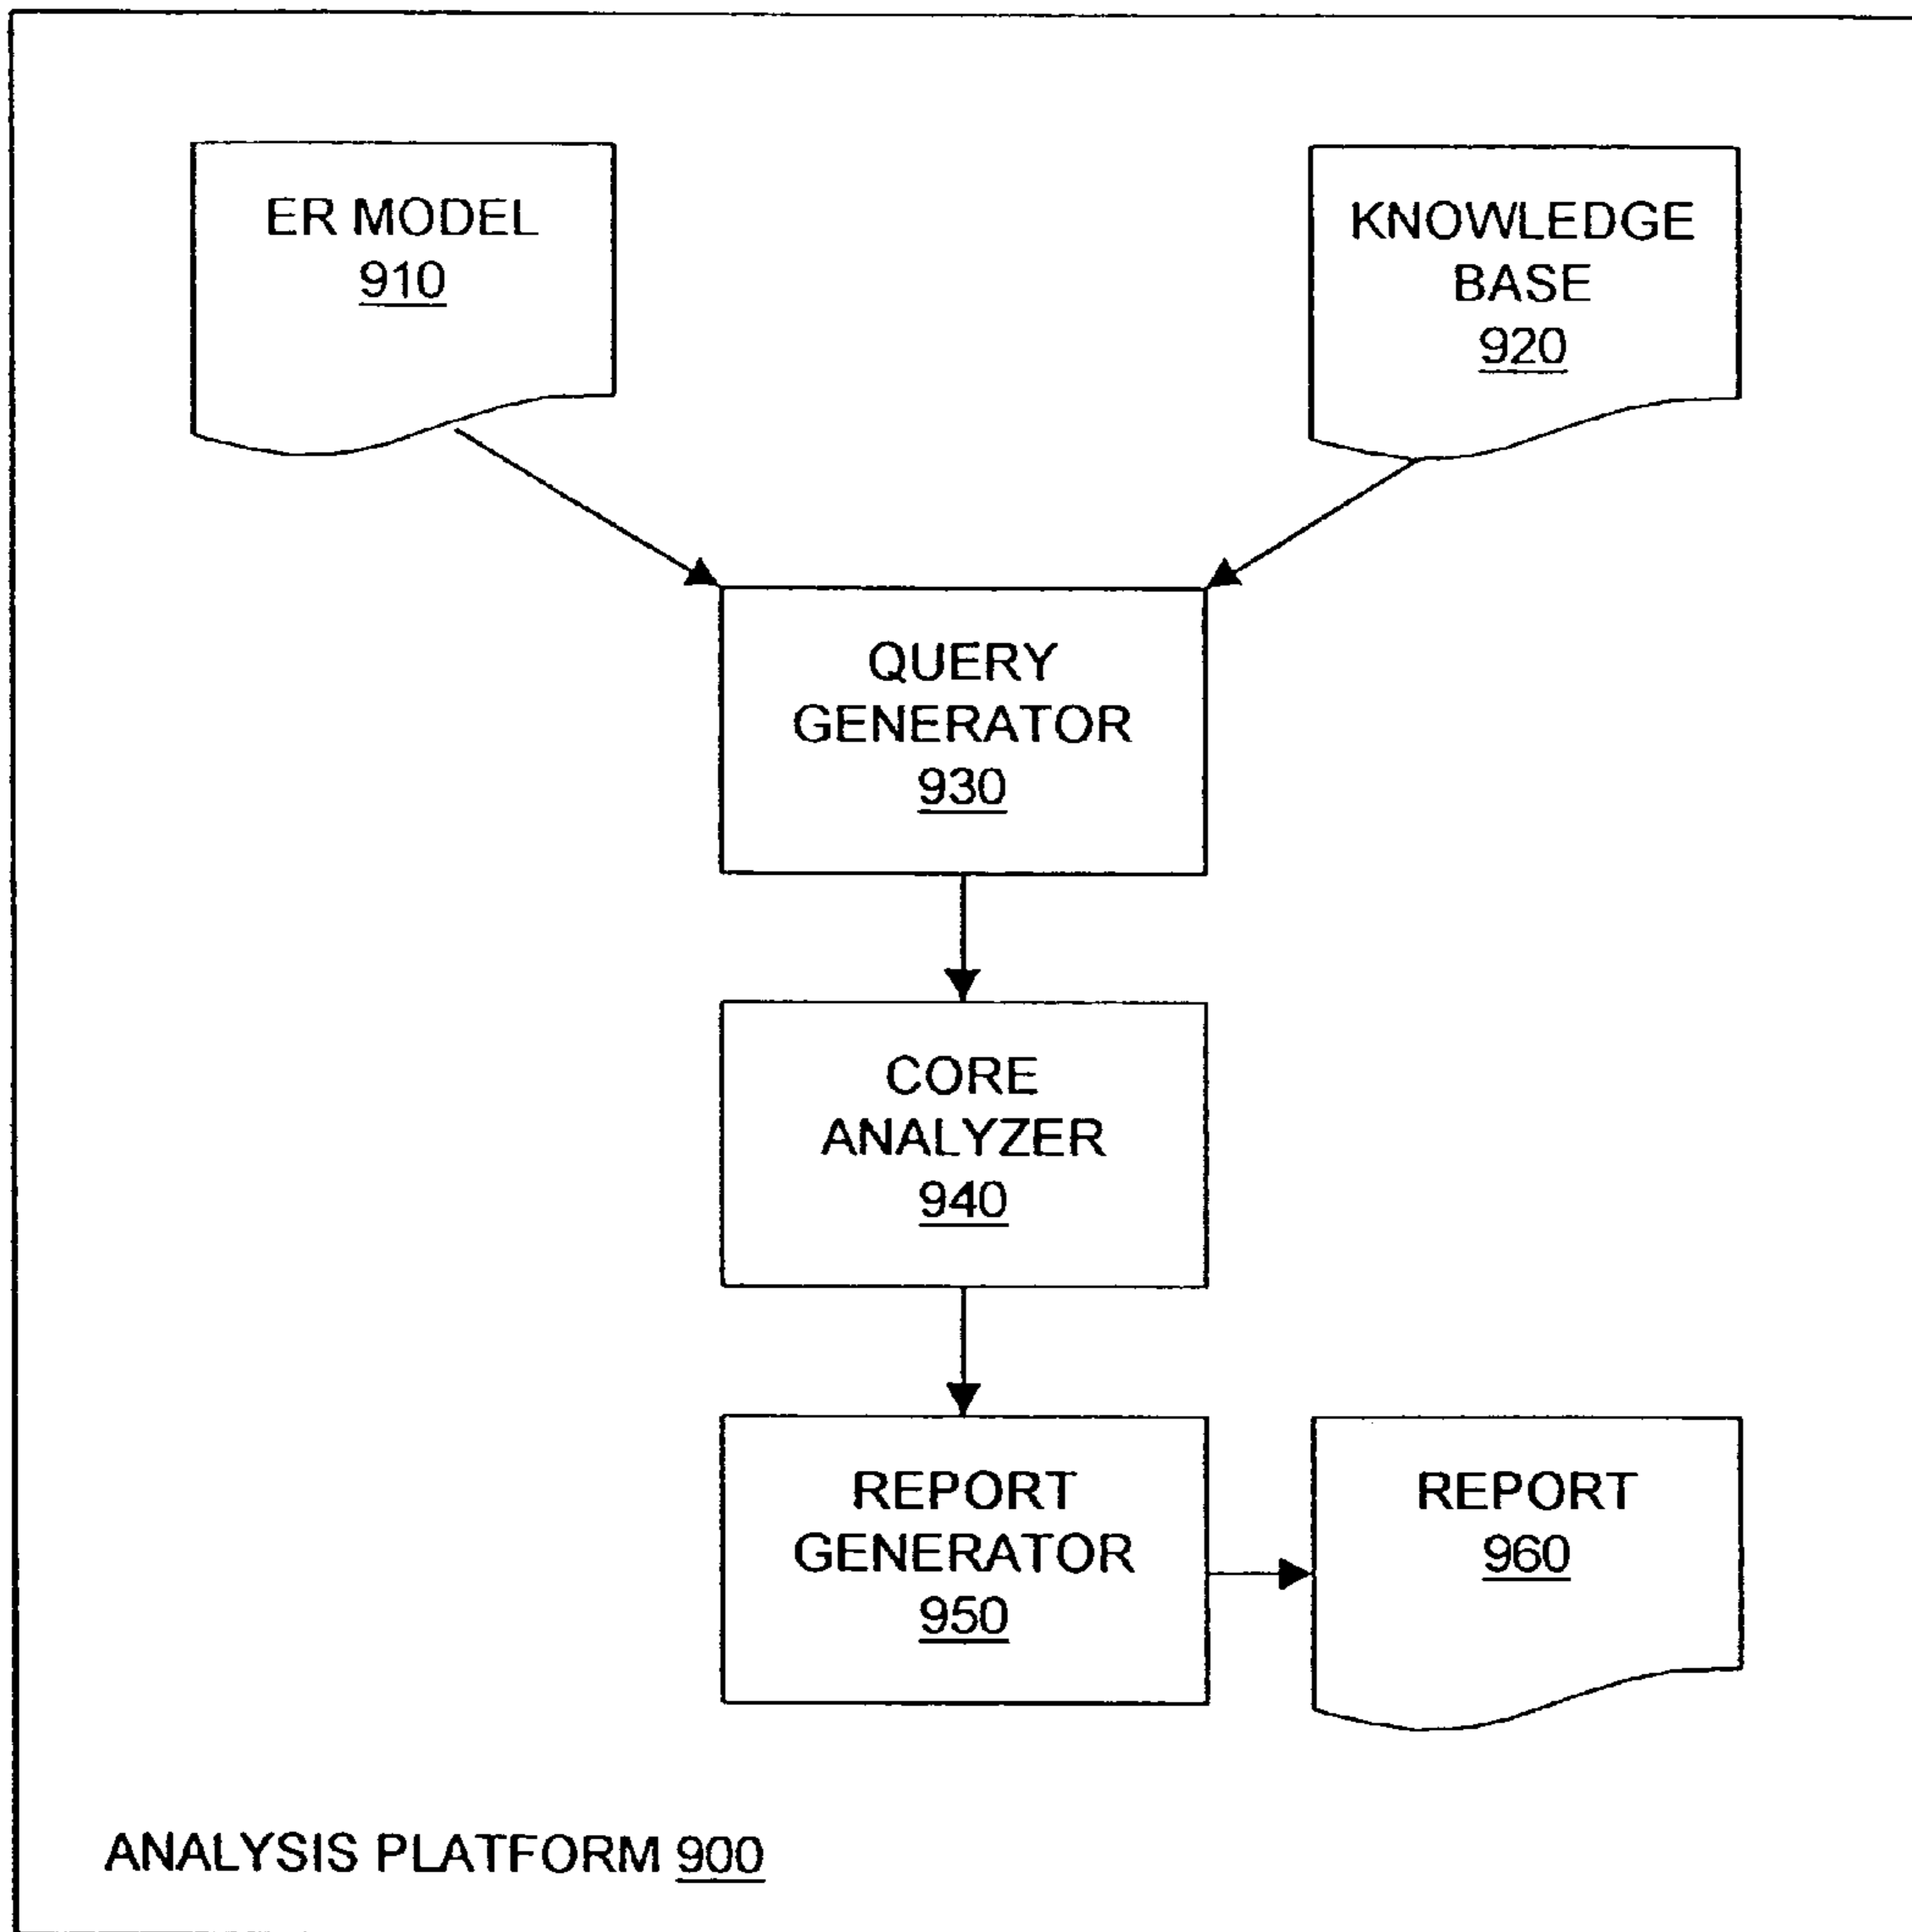 ER MODEL
910
KNOWLEDGE
BASE
920
QUERY
GENERATOR
930
CORE
ANALYZER
940
REPORT
GENERATOR
950
REPORT
960
ANALYSIS PLATFORM 900